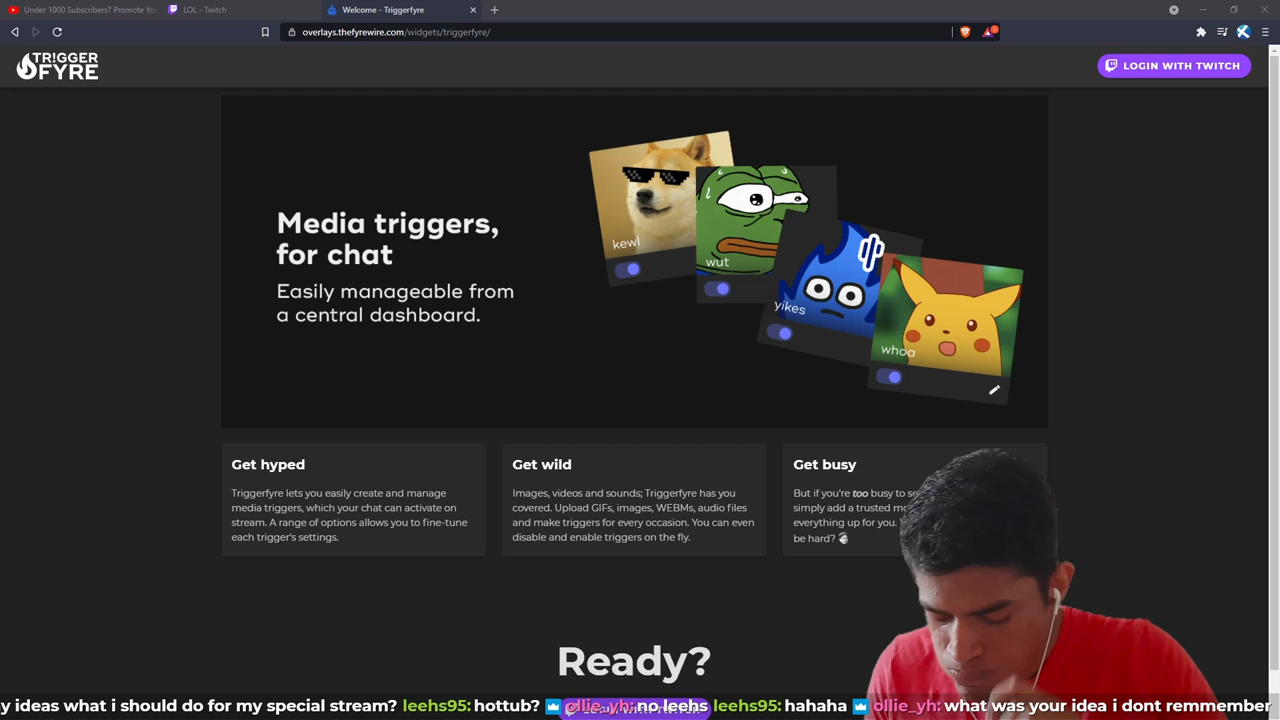 Under 1000 Subscribers? Promote Yo
LOL - Twitch
Welcome - Triggerfyre
overlays.thefyrewire.com/widgets/triggerfyre/
TR!GGER
FYRE
LOGIN WITH TWITCH
Media triggers,
for chat
Easily manageable from
a central dashboard.
kewl
wut
yikes
whoa
Get hyped
Triggerfyre lets you easily create and manage
media triggers, which your chat can activate on
stream. A range of options allows you to fine-tune
each trigger's settings.
Get wild
Images, videos and sounds; Triggerfyre has you
covered. Upload GIFs, images, WEBMs, audio files
and make triggers for every occasion. You can even
disable and enable triggers on the fly.
Get busy
But if you're too busy to
simply add a trusted
everything up for you.
be hard?
Ready?
y ideas what i should do for my special stream? leehs95: hottub? ollie_yh: no leehs leehs95: hahaha ollie_yh: what was your idea i dont remmember